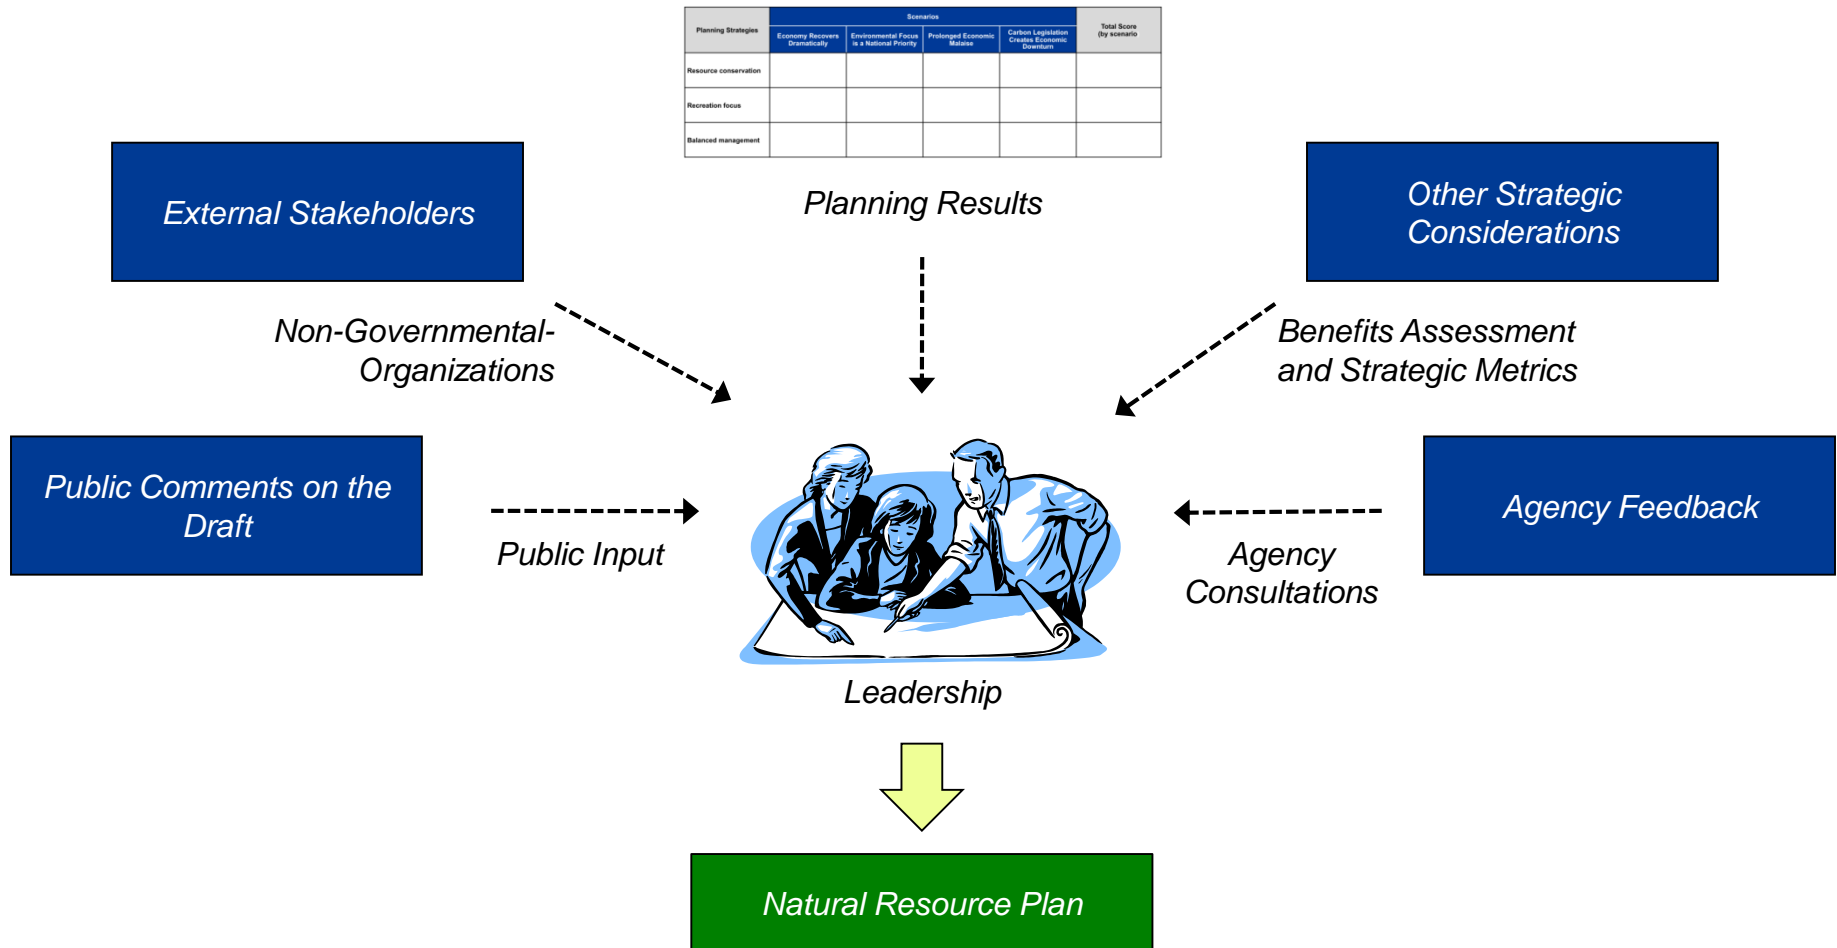 Scenarios
Planning Strategies
Total Score
(by scenario
Economy Recovers
Dramatically
Environmental Focus
is a National Priority
Prolonged Economic
Malaise
Carbon Legislation
Creates Economic
Downturn
Resource conservation
Recreation focus
Balanced management
External Stakeholders
Planning Results
Other Strategic
Considerations
Non-Governmental-
Organizations
Benefits Assessment
and Strategic Metrics
Public Comments on the
Draft
Public Input
Agency Feedback
Agency
Consultations
Leadership
Natural Resource Plan